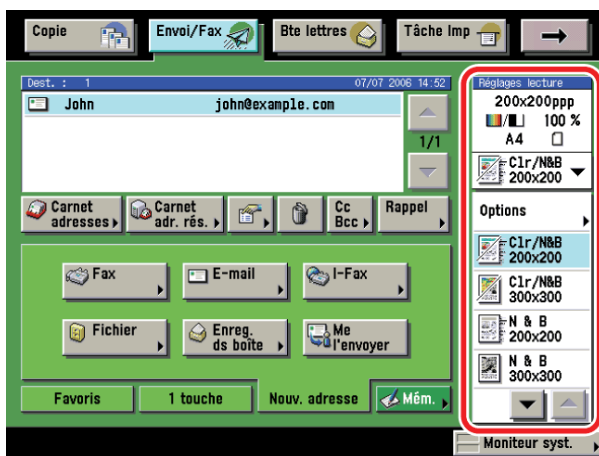 Copie
Envoi/Fax
Bte lettres
Tâche Imp
Dest. : 1
07/07 2006 14:52
John john@example.com
1/1
Carnet
adresses
Carnet
adr. rés.
Cc
Bcc
Rappel
Fax
E-mail
I-Fax
Fichier
Enreg.
ds boîte
Me
l'envoyer
Favoris
1 touche
Nouv. adresse
Mém.
Réglages lecture
200x200ppp
100 %
A4
Clr/N&B
200x200
Options
Clr/N&B
200x200
Clr/N&B
300x300
N & B
200x200
N & B
300x300
Moniteur syst.